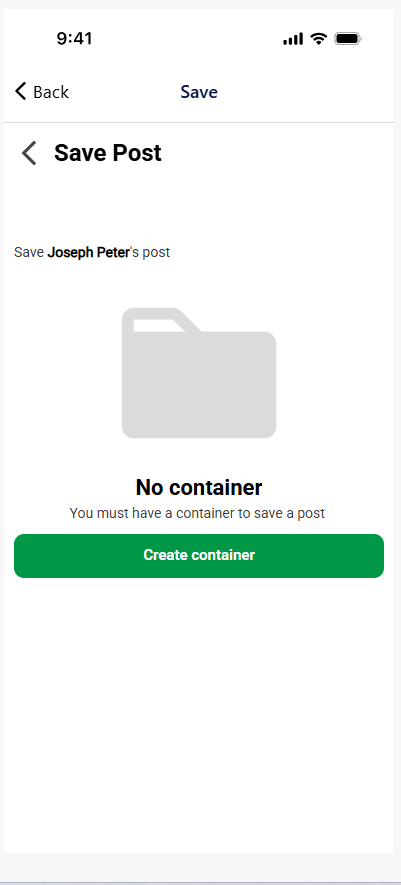 9:41
Back
Save
Save Post
Save Joseph Peter's post
No container
You must have a container to save a post
Create container